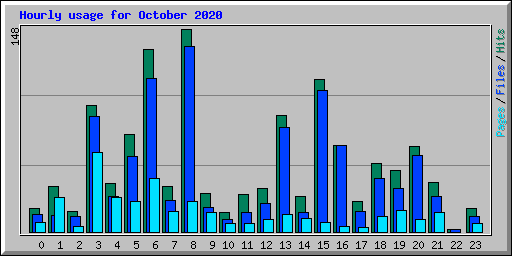 Hourly usage for October 2020
148
Pages / Files / Hits
0 1 2 3 4 5 6 7 8 9 10 11 12 13 14 15 16 17 18 19 20 21 22 23